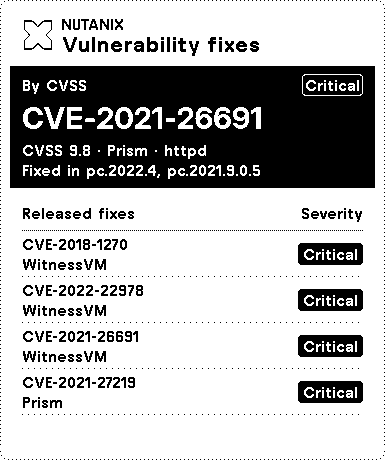 NUTANIX
Vulnerability fixes
By CVSS Critical
CVE-2021-26691
CVSS 9.8 · Prism · httpd
Fixed in pc.2022.4, pc.2021.9.0.5
Released fixes Severity
CVE-2018-1270
WitnessVM
Critical
CVE-2022-22978
WitnessVM
Critical
CVE-2021-26691
WitnessVM
Critical
CVE-2021-27219
Prism
Critical